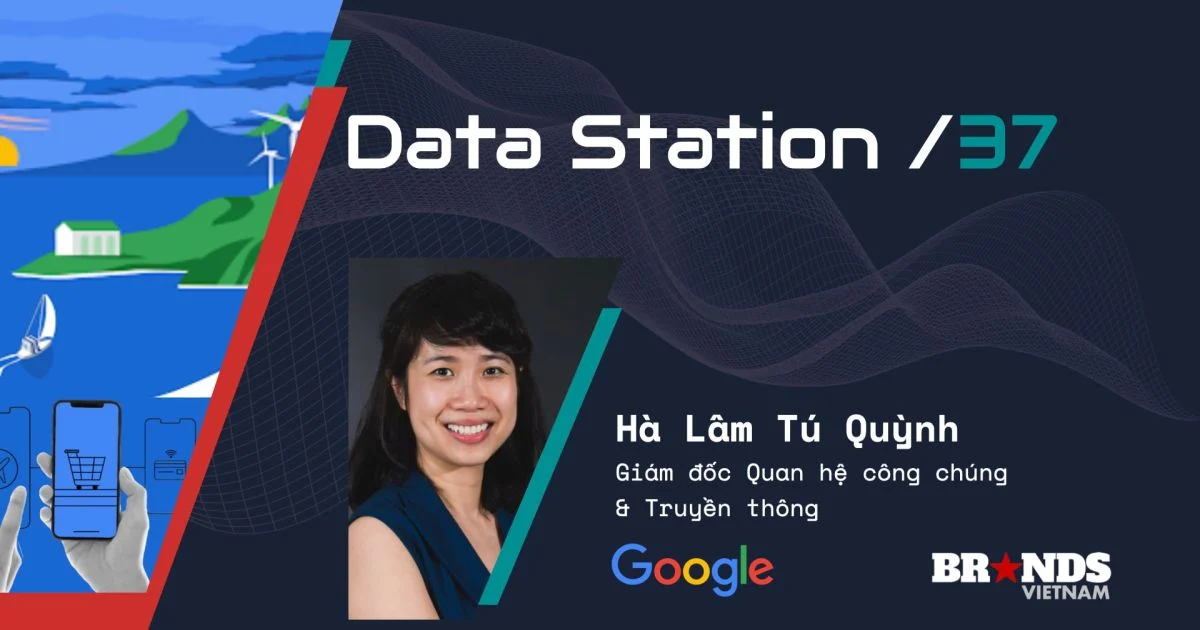 Data Station /37
Hà Lâm Tú Quỳnh
Giám đốc Quan hệ công chúng
& Truyền thông
Google
BRANDS
VIETNAM